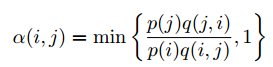 α(i, j) = min { p(j)q(j, i) / p(i)q(i, j) , 1 }